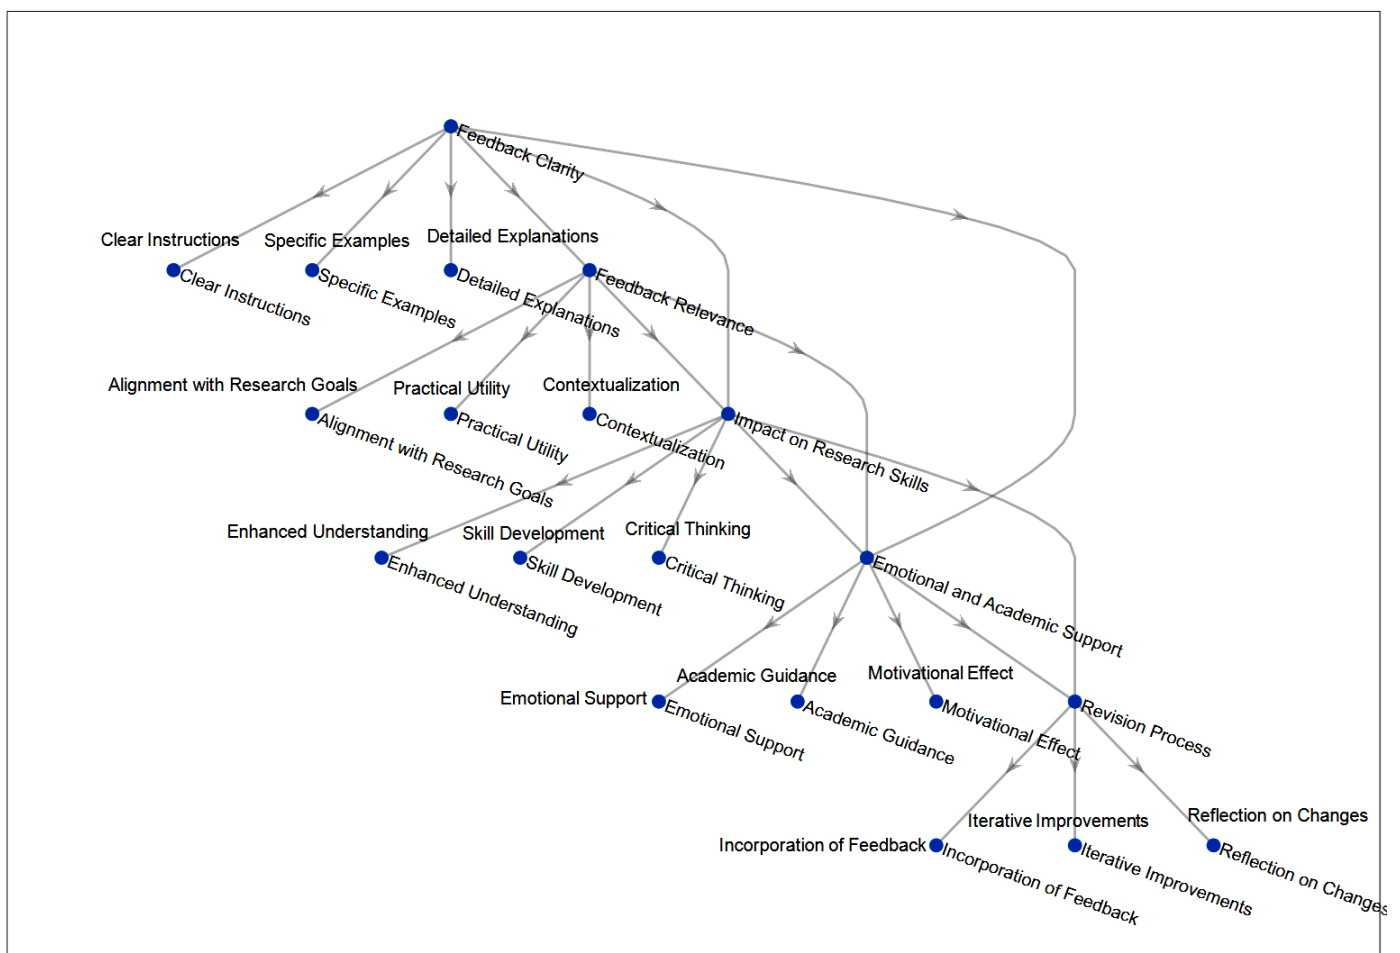 Feedback Clarity
Clear Instructions
Specific Examples
Detailed Explanations
Clear Instructions
Specific Examples
Detailed Explanations
Feedback Relevance
Alignment with Research Goals
Practical Utility
Contextualization
Alignment with Research Goals
Practical Utility
Contextualization
Impact on Research Skills
Enhanced Understanding
Skill Development
Critical Thinking
Enhanced Understanding
Skill Development
Critical Thinking
Emotional and Academic Support
Emotional Support
Academic Guidance
Motivational Effect
Emotional Support
Academic Guidance
Motivational Effect
Revision Process
Incorporation of Feedback
Iterative Improvements
Reflection on Changes
Incorporation of Feedback
Iterative Improvements
Reflection on Changes